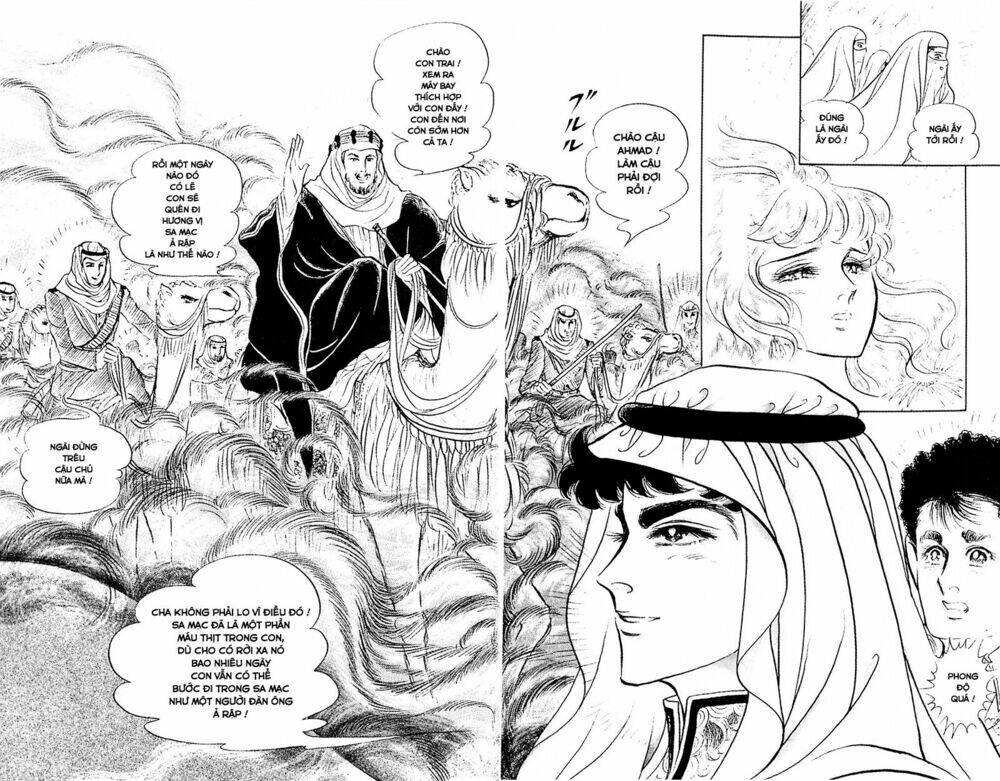 NGÀI ẤY
TỚI RỒI !
ĐÚNG
LÀ NGÀI
ẤY ĐÓ !
CHÀO CẬU
AHMAD !
LÀM CẬU
PHẢI ĐỢI
RỒI !
ブルルル
CHÀO
CON TRAI !
XEM RA
MÁY BAY
THÍCH HỢP
VỚI CON ĐẤY !
CON ĐẾN NƠI
CÒN SỚM HƠN
CẢ TA !
RỒI MỘT NGÀY
NÀO ĐÓ
CÓ LẼ
CON SẼ
QUÊN ĐI
HƯƠNG VỊ
SA MẠC
Ả RẬP
LÀ NHƯ THẾ NÀO !
NGÀI ĐỪNG
TRÊU
CẬU CHỦ
NỮA MÀ !
CHA KHÔNG PHẢI LO VÌ ĐIỀU ĐÓ !
SA MẠC ĐÃ LÀ MỘT PHẦN
MÁU THỊT TRONG CON,
DÙ CHO CÓ RỜI XA NÓ
BAO NHIÊU NGÀY
CON VẪN CÓ THỂ
BƯỚC ĐI TRONG SA MẠC
NHƯ MỘT NGƯỜI ĐÀN ÔNG
Ả RẬP !
PHONG
ĐỘ
QUÁ !